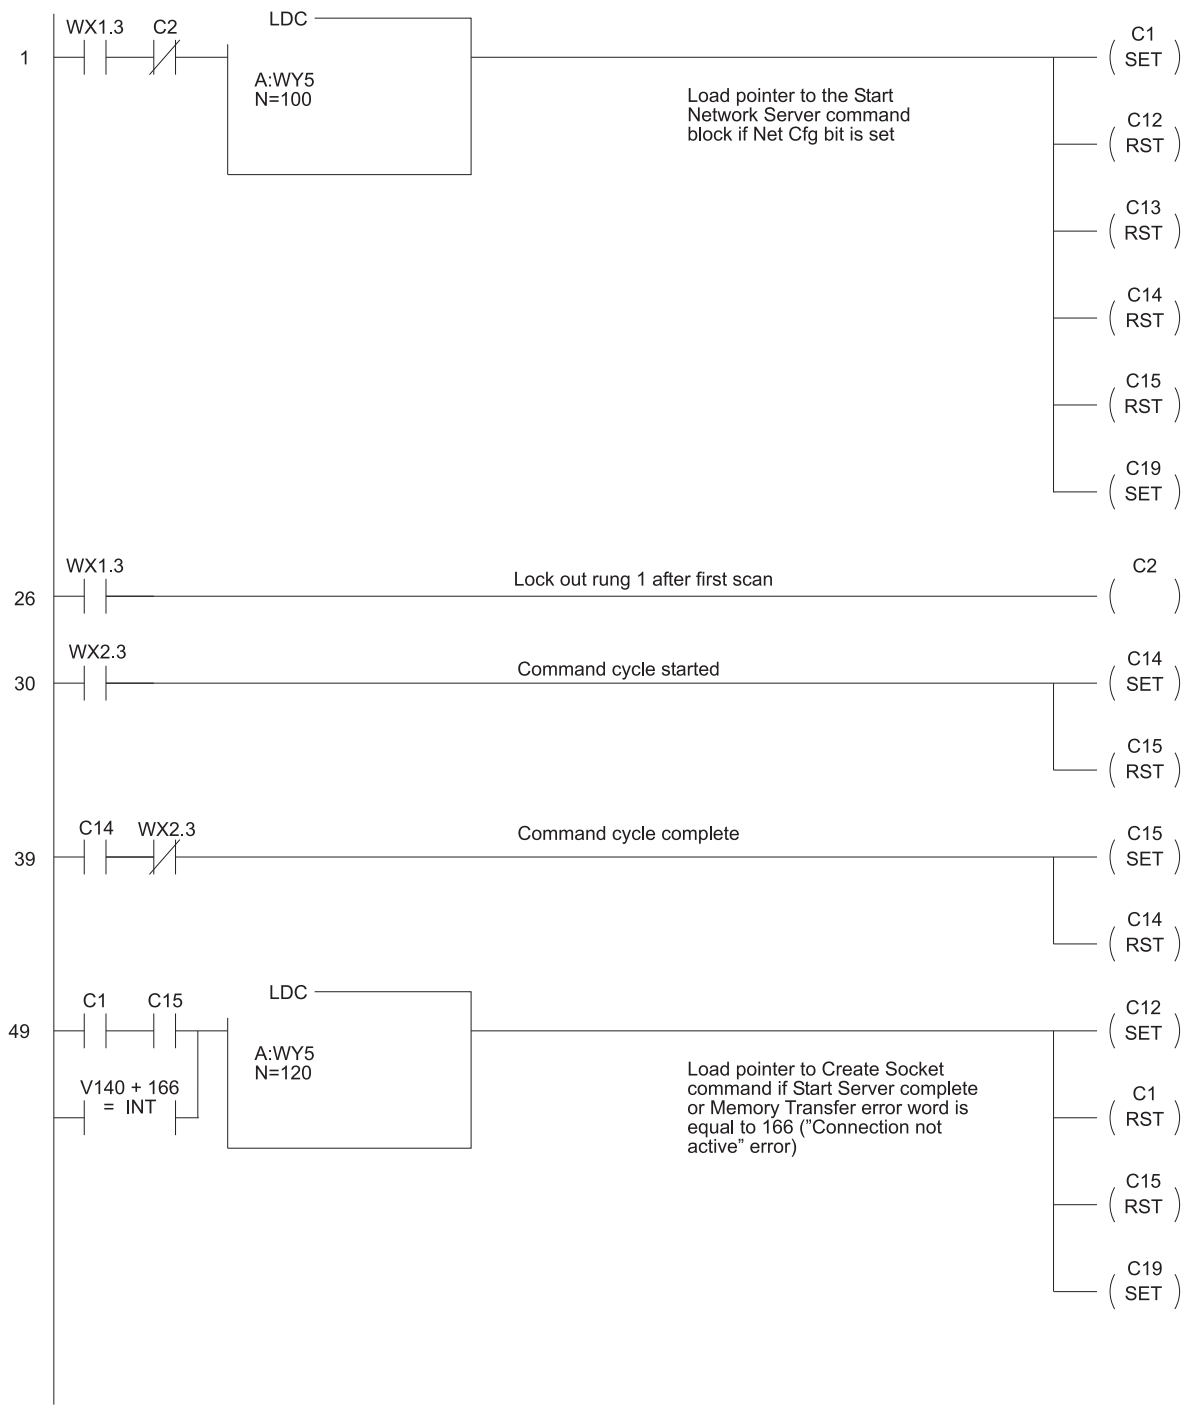 WX1.3 C2 LDC
1
A:WY5
N=100
Load pointer to the Start
Network Server command
block if Net Cfg bit is set
C1
SET
C12
RST
C13
RST
C14
RST
C15
RST
C19
SET
WX1.3
26
Lock out rung 1 after first scan
C2
WX2.3
30
Command cycle started
C14
SET
C15
RST
C14 WX2.3
39
Command cycle complete
C15
SET
C14
RST
C1 C15 LDC
49
A:WY5
N=120
V140 + 166
= INT
Load pointer to Create Socket
command if Start Server complete
or Memory Transfer error word is
equal to 166 ("Connection not
active" error)
C12
SET
C1
RST
C15
RST
C19
SET